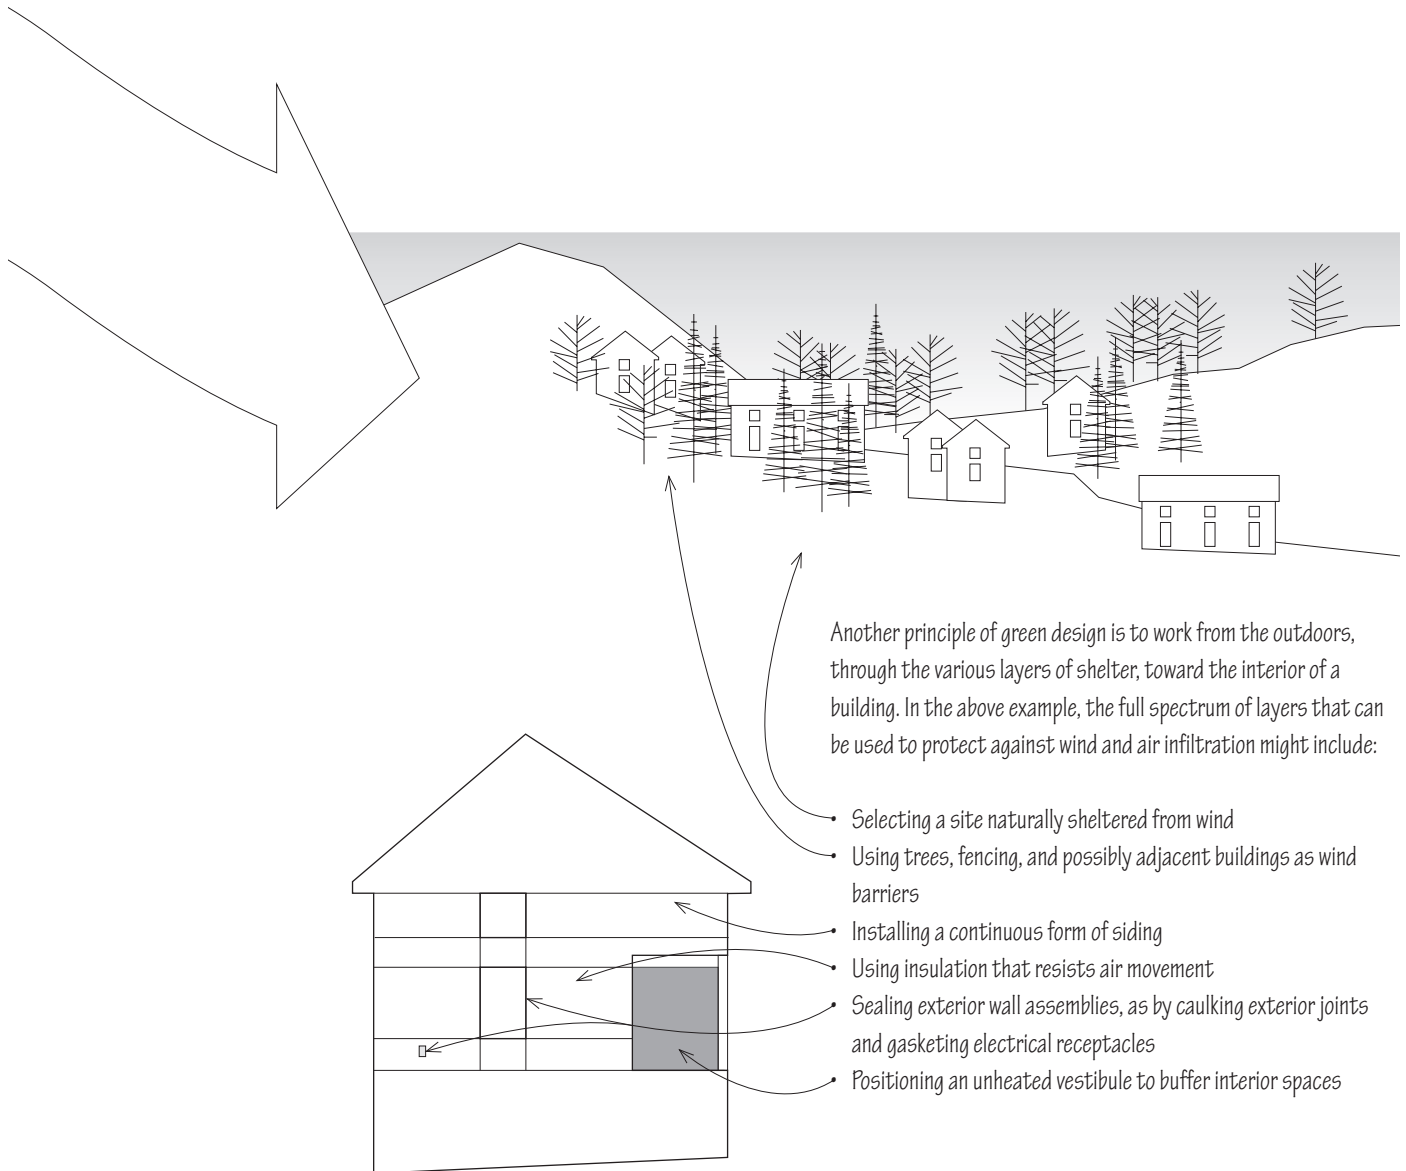 Another principle of green design is to work from the outdoors,
through the various layers of shelter, toward the interior of a
building. In the above example, the full spectrum of layers that can
be used to protect against wind and air infiltration might include:
• Selecting a site naturally sheltered from wind
• Using trees, fencing, and possibly adjacent buildings as wind
barriers
• Installing a continuous form of siding
• Using insulation that resists air movement
• Sealing exterior wall assemblies, as by caulking exterior joints
and gasketing electrical receptacles
• Positioning an unheated vestibule to buffer interior spaces